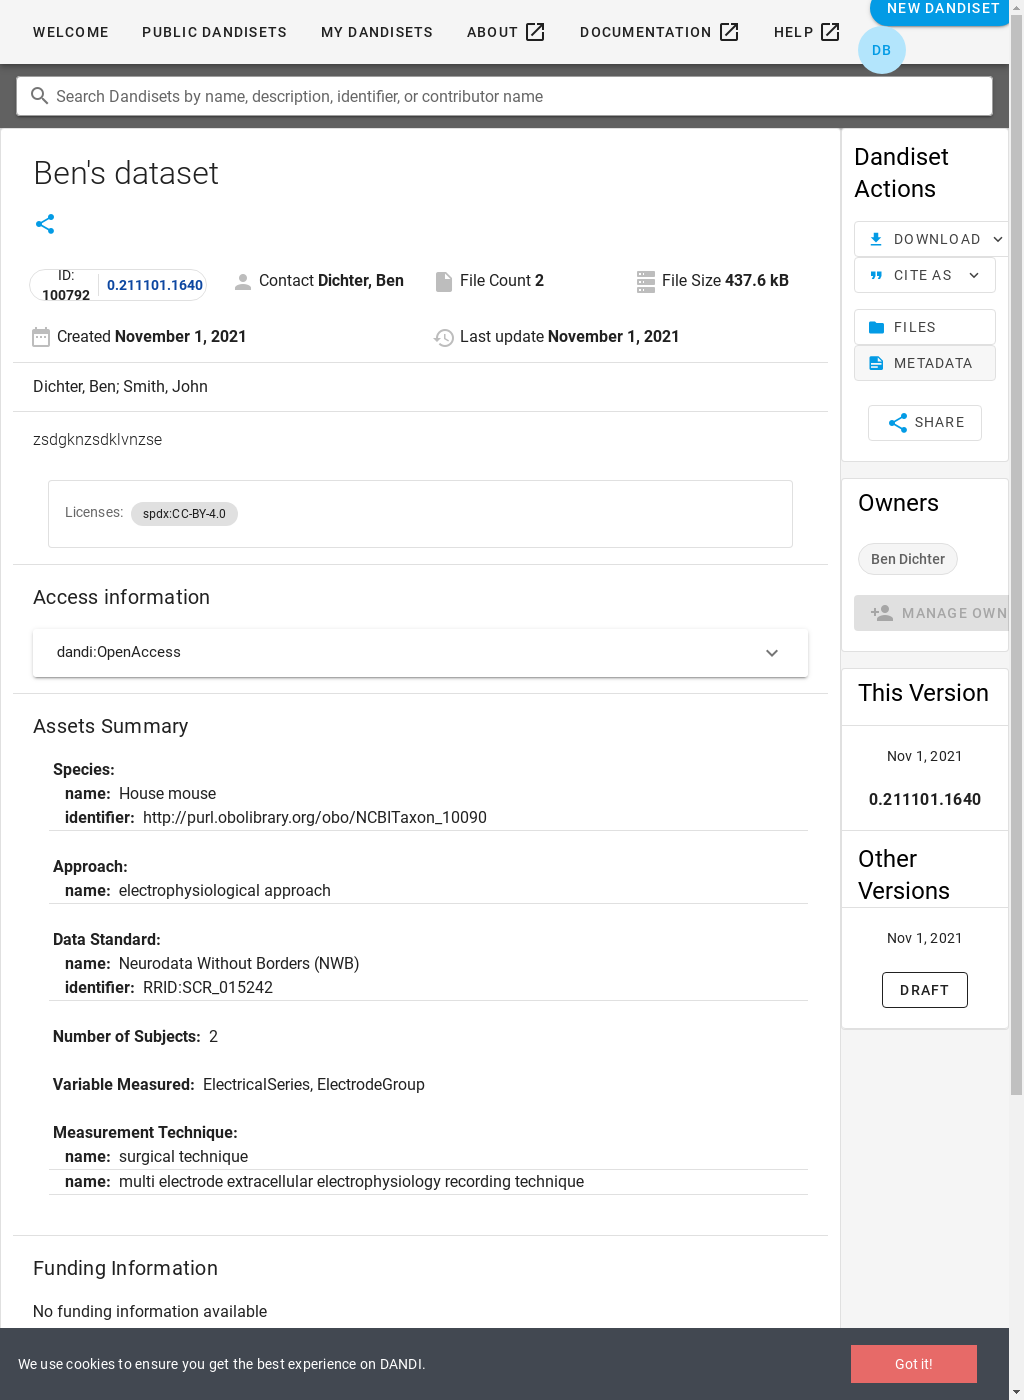 WELCOME
PUBLIC DANDISETS
MY DANDISETS
ABOUT
DOCUMENTATION
HELP
NEW DANDISET
DB
Search Dandisets by name, description, identifier, or contributor name
Ben's dataset
ID: 100792
0.211101.1640
Contact Dichter, Ben
File Count 2
File Size 437.6 kB
Created November 1, 2021
Last update November 1, 2021
Dichter, Ben; Smith, John
zsdgknzsdklvnzse
Licenses: spdx:CC-BY-4.0
Access information
dandi:OpenAccess
Assets Summary
Species:
name: House mouse
identifier: http://purl.obolibrary.org/obo/NCBITaxon_10090
Approach:
name: electrophysiological approach
Data Standard:
name: Neurodata Without Borders (NWB)
identifier: RRID:SCR_015242
Number of Subjects: 2
Variable Measured: ElectricalSeries, ElectrodeGroup
Measurement Technique:
name: surgical technique
name: multi electrode extracellular electrophysiology recording technique
Funding Information
No funding information available
Dandiset
Actions
DOWNLOAD
CITE AS
FILES
METADATA
SHARE
Owners
Ben Dichter
MANAGE OWN
This Version
Nov 1, 2021
0.211101.1640
Other
Versions
Nov 1, 2021
DRAFT
We use cookies to ensure you get the best experience on DANDI.
Got it!